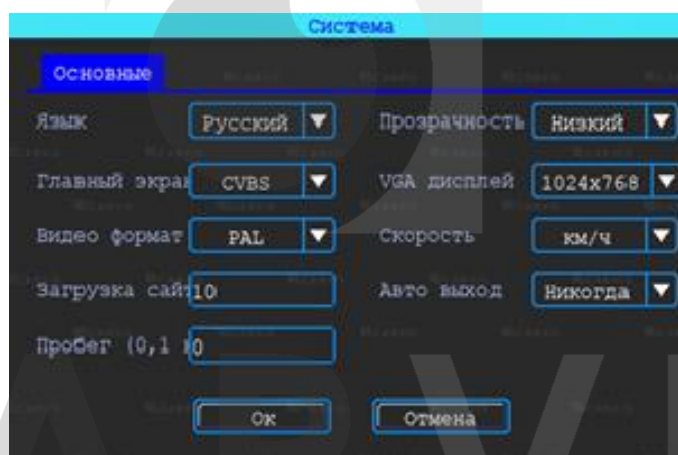 Система
Основные
Язык Русский Прозрачность Низкий
Главный экран CVBS VGA дисплей 1024x768
Видео формат PAL Скорость км/ч
Загрузка сайт 10 Авто выход Никогда
Пробег (0,1 0
Ок Отмена